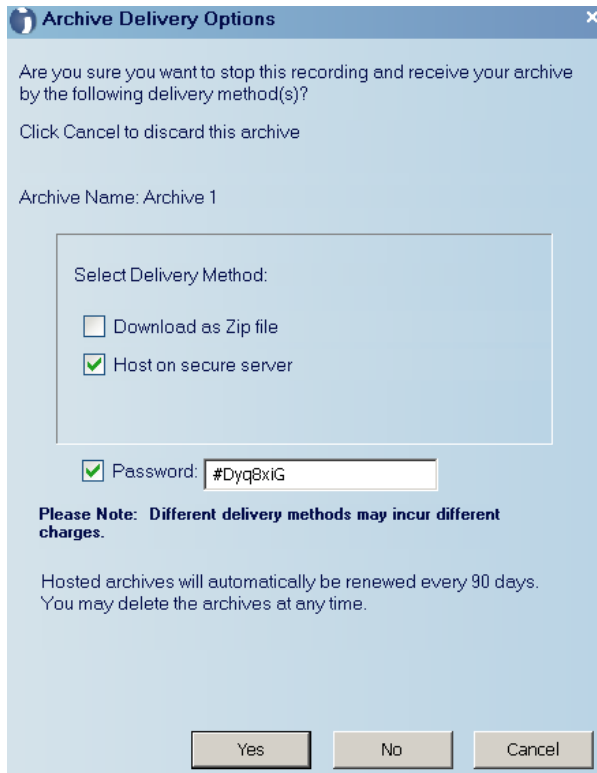 Archive Delivery Options
Are you sure you want to stop this recording and receive your archive
by the following delivery method(s)?
Click Cancel to discard this archive
Archive Name: Archive 1
Select Delivery Method:
Download as Zip file
Host on secure server
Password: #Dyq8xiG
Please Note: Different delivery methods may incur different
charges.
Hosted archives will automatically be renewed every 90 days.
You may delete the archives at any time.
Yes No Cancel